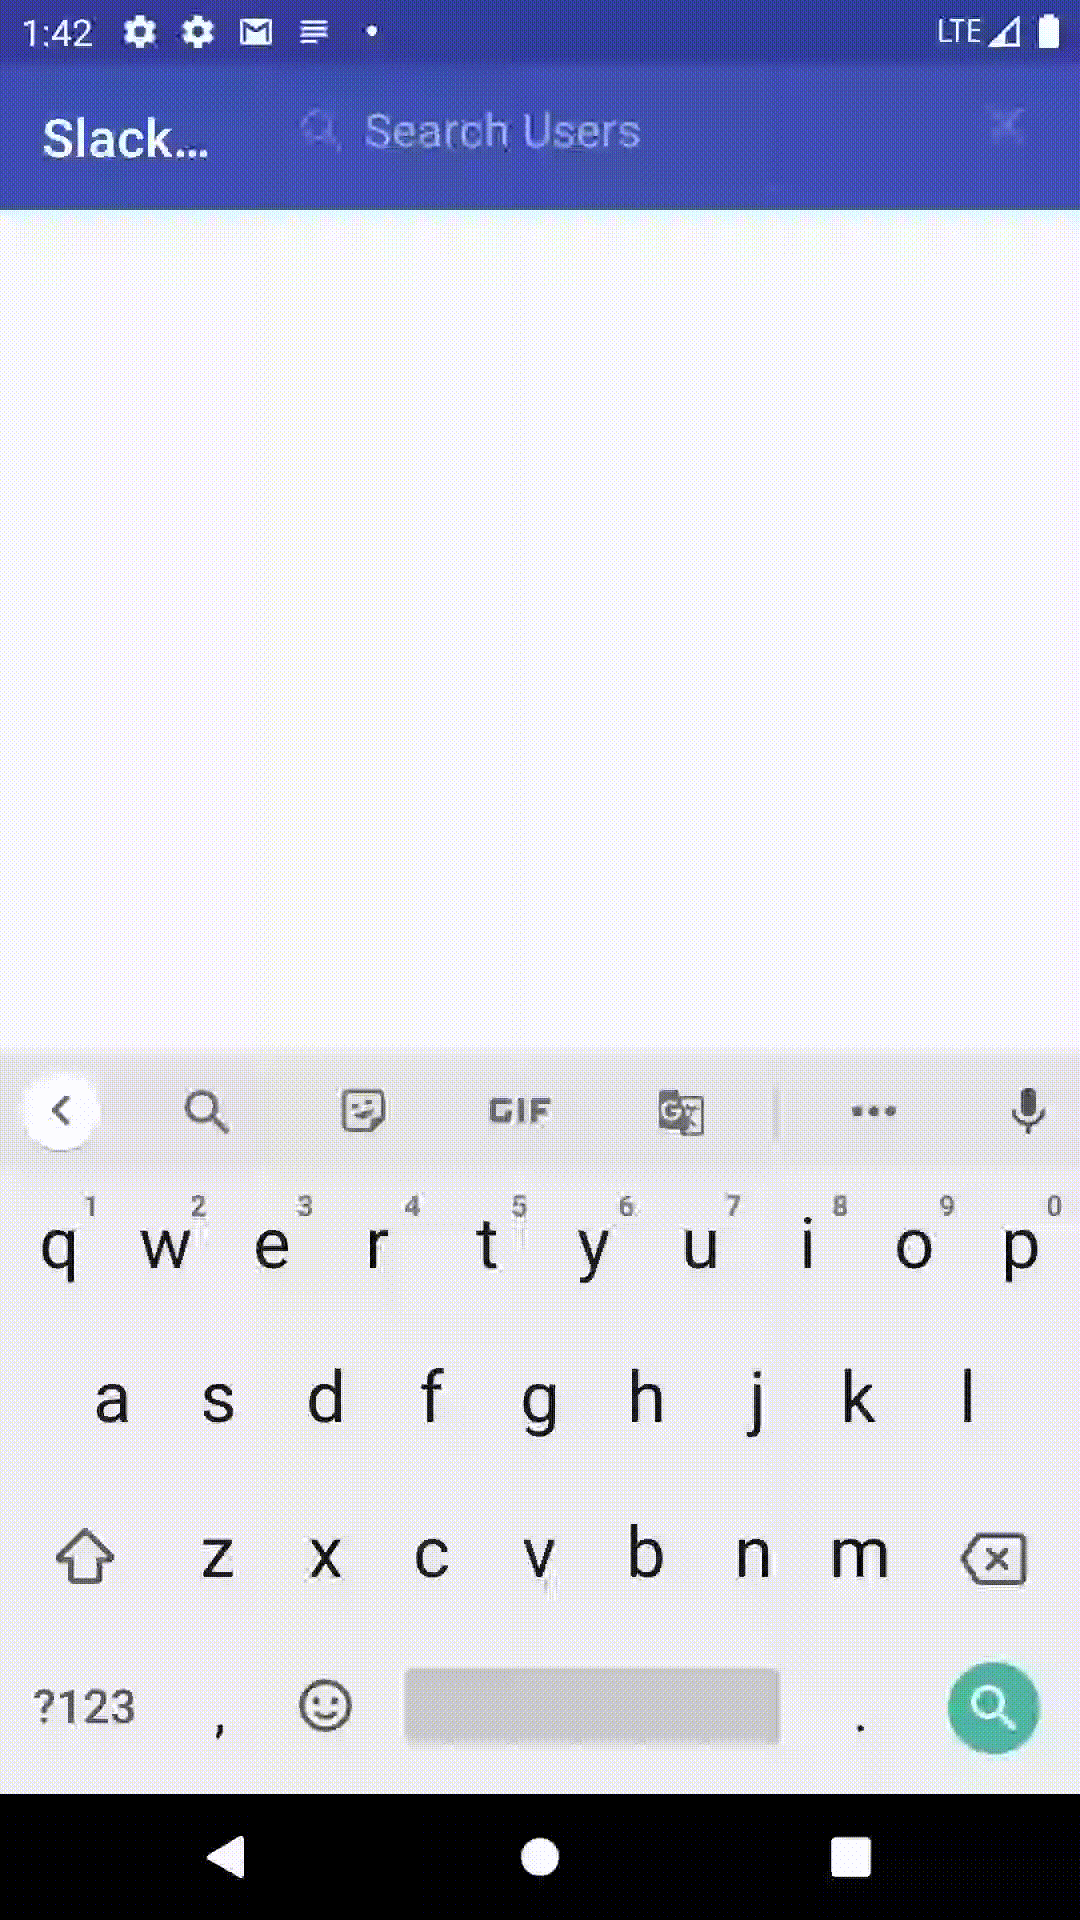 1:42 LTE
Slack... Search Users
GIF G
1 2 3 4 5 6 7 8 9 0
q w e r t y u i o p
a s d f g h j k l
z x c v b n m
?123 , .